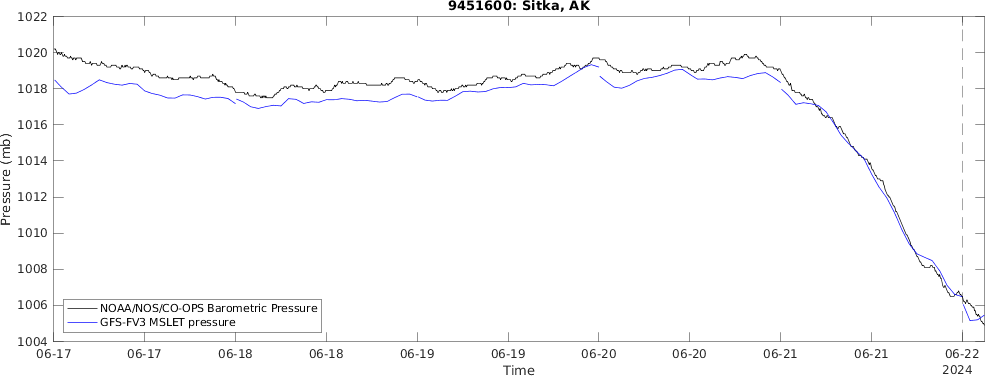 9451600: Sitka, AK
1022
1020
1018
1016
1014
1012
1010
1008
1006
1004
Pressure (mb)
NOAA/NOS/CO-OPS Barometric Pressure
GFS-FV3 MSLET pressure
06-17 06-17 06-18 06-18 06-19 06-19 06-20 06-20 06-21 06-21 06-22
Time 2024